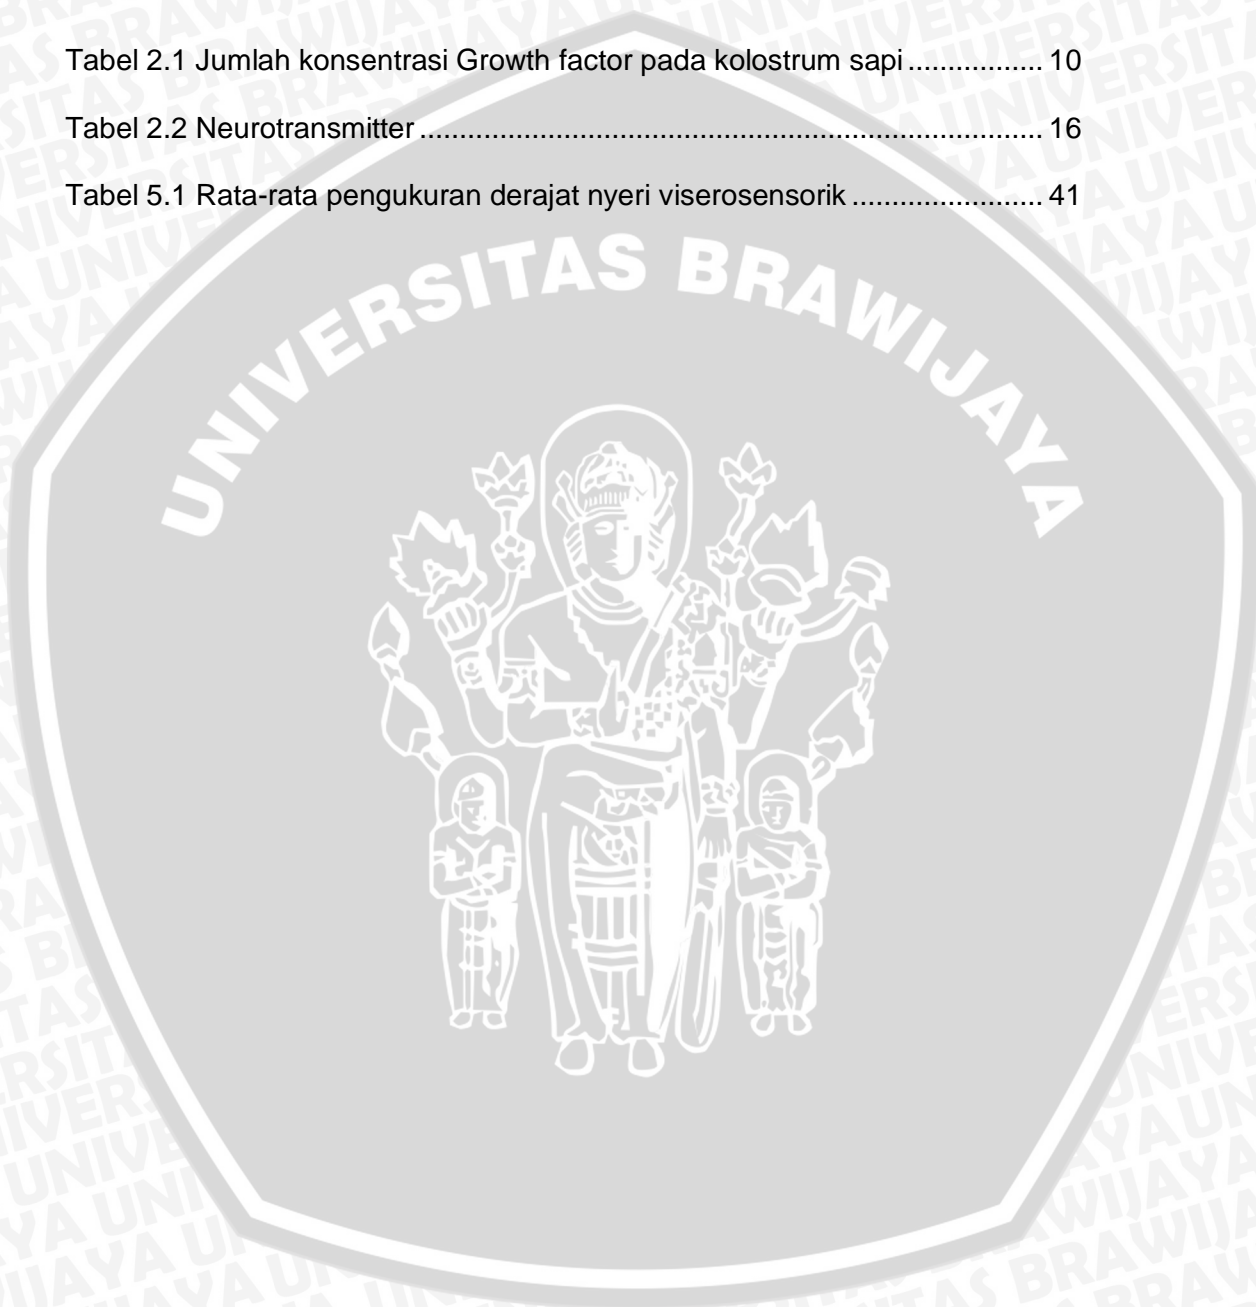 Tabel 2.1 Jumlah konsentrasi Growth factor pada kolostrum sapi ................. 10
Tabel 2.2 Neurotransmitter .............................................................................. 16
Tabel 5.1 Rata-rata pengukuran derajat nyeri viserosensorik ........................ 41
UNIVERSITAS BRAWIJAYA